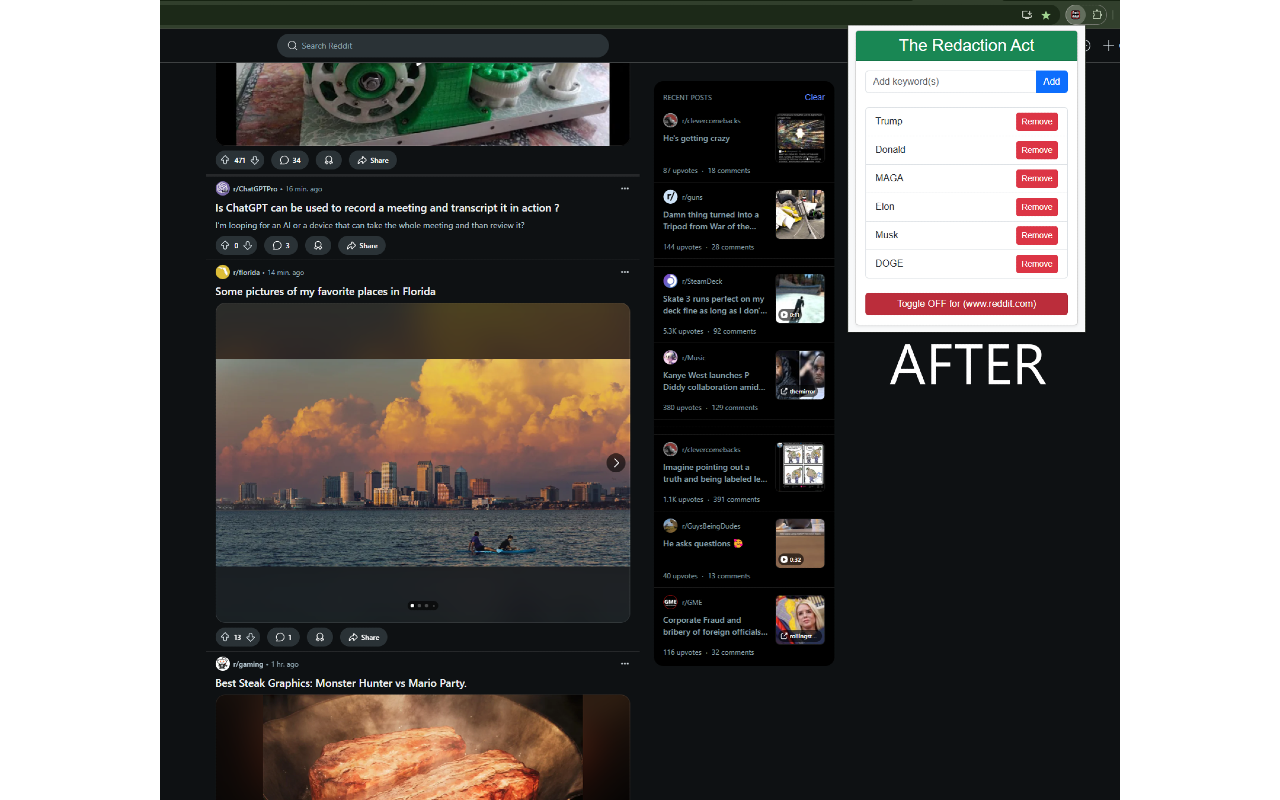 Search Reddit
471
34
Share
r/ChatGPTPro • 16 min. ago
Is ChatGPT can be used to record a meeting and transcript it in action ?
I'm looping for an AI or a device that can take the whole meeting and than review it?
0
3
Share
r/florida • 14 min. ago
Some pictures of my favorite places in Florida
13
1
Share
r/gaming • 1 hr. ago
Best Steak Graphics: Monster Hunter vs Mario Party.
RECENT POSTS
Clear
r/clevercomebacks
He's getting crazy
87 upvotes · 18 comments
r/guns
Damn thing turned into a
Tripod from War of the...
144 upvotes · 28 comments
r/SteamDeck
Skate 3 runs perfect on my
deck fine as long as I don'...
0:11
5.3K upvotes · 92 comments
r/Music
Kanye West launches P
Diddy collaboration amid...
themirror
380 upvotes · 129 comments
r/clevercomebacks
Imagine pointing out a
truth and being labeled le...
1.1K upvotes · 391 comments
r/GuysBeingDudes
He asks questions 🥰
0:32
40 upvotes · 13 comments
GME
r/GME
Corporate Fraud and
bribery of foreign officials...
rollingst
116 upvotes · 32 comments
The Redaction Act
Add keyword(s)
Add
Trump
Remove
Donald
Remove
MAGA
Remove
Elon
Remove
Musk
Remove
DOGE
Remove
Toggle OFF for (www.reddit.com)
AFTER